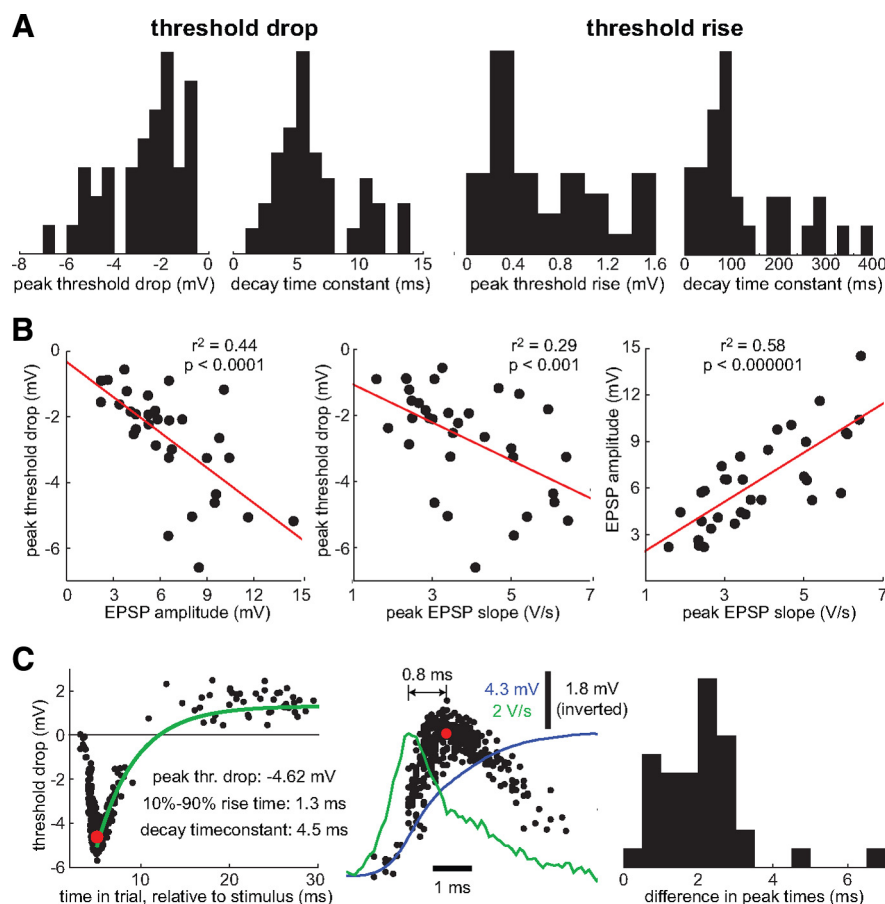 A
threshold drop
threshold rise
-8 -6 -4 -2 0
peak threshold drop (mV)
0 5 10 15
decay time constant (ms)
0 0.4 0.8 1.2 1.6
peak threshold rise (mV)
0 100 200 300 400
decay time constant (ms)
B
r² = 0.44
p < 0.0001
peak threshold drop (mV)
0
-2
-4
-6
0 3 6 9 12 15
EPSP amplitude (mV)
r² = 0.29
p < 0.001
peak threshold drop (mV)
0
-2
-4
-6
1 3 5 7
peak EPSP slope (V/s)
r² = 0.58
p < 0.000001
EPSP amplitude (mV)
15
12
9
6
3
1 3 5 7
peak EPSP slope (V/s)
C
threshold drop (mV)
2
0
-2
-4
-6
peak thr. drop: -4.62 mV
10%-90% rise time: 1.3 ms
decay timeconstant: 4.5 ms
10 20 30
time in trial, relative to stimulus (ms)
0.8 ms
4.3 mV
2 V/s
1.8 mV
(inverted)
1 ms
0 2 4 6
difference in peak times (ms)